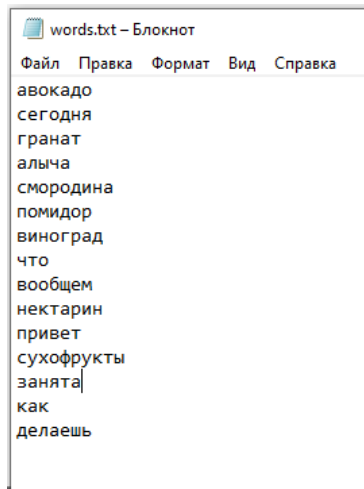 words.txt – Блокнот
Файл Правка Формат Вид Справка
авокадо
сегодня
гранат
алыча
смородина
помидор
виноград
что
вообщем
нектарин
привет
сухофрукты
занята
как
делаешь